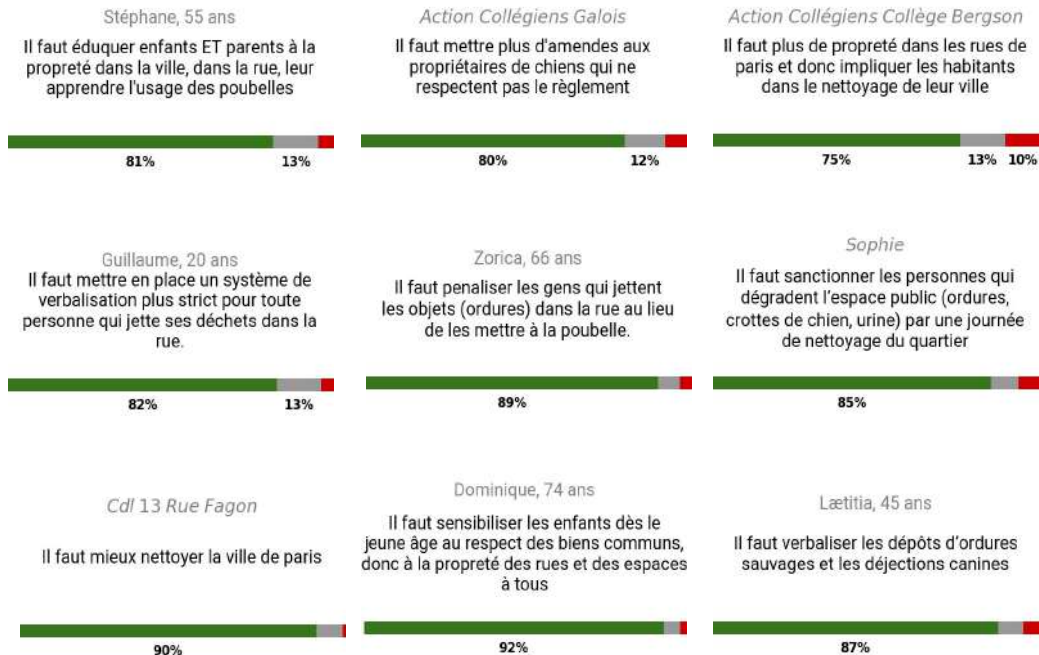 Stéphane, 55 ans
Il faut éduquer enfants ET parents à la
propreté dans la ville, dans la rue, leur
apprendre l'usage des poubelles
81% 13%
Action Collégiens Galois
Il faut mettre plus d'amendes aux
propriétaires de chiens qui ne
respectent pas le règlement
80% 12%
Action Collégiens Collège Bergson
Il faut plus de propreté dans les rues de
paris et donc impliquer les habitants
dans le nettoyage de leur ville
75% 13% 10%
Guillaume, 20 ans
Il faut mettre en place un système de
verbalisation plus strict pour toute
personne qui jette ses déchets dans la
rue.
82% 13%
Zorica, 66 ans
Il faut penaliser les gens qui jettent
les objets (ordures) dans la rue au lieu
de les mettre à la poubelle.
89%
Sophie
Il faut sanctionner les personnes qui
dégradent l'espace public (ordures,
crottes de chien, urine) par une journée
de nettoyage du quartier
85%
Cdl 13 Rue Fagon
Il faut mieux nettoyer la ville de paris
90%
Dominique, 74 ans
Il faut sensibiliser les enfants dès le
jeune âge au respect des biens communs,
donc à la propreté des rues et des espaces
à tous
92%
Lætitia, 45 ans
Il faut verbaliser les dépôts d'ordures
sauvages et les déjections canines
87%